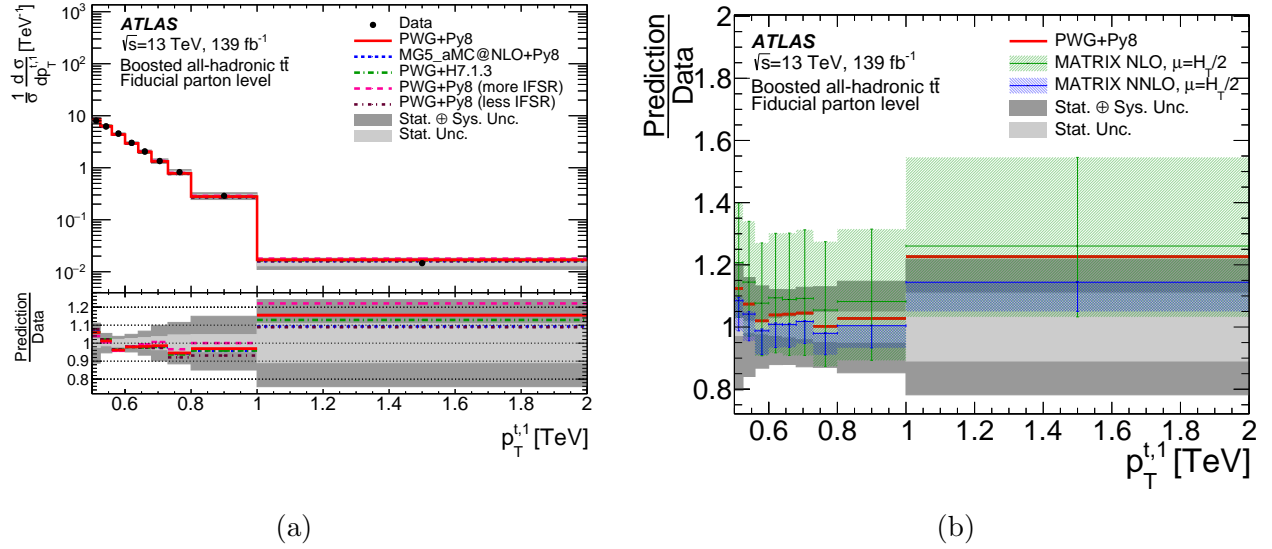 ATLAS
√s=13 TeV, 139 fb⁻¹
Boosted all-hadronic tt̄
Fiducial parton level
Data
PWG+Py8
MG5_aMC@NLO+Py8
PWG+H7.1.3
PWG+Py8 (more IFSR)
PWG+Py8 (less IFSR)
Stat. ⊕ Sys. Unc.
Stat. Unc.
1/σ d σ/dp_T^{t,1} [TeV⁻¹]
10³
10²
10
1
10⁻¹
10⁻²
Prediction
Data
1.2
1.1
1
0.9
0.8
0.6 0.8 1 1.2 1.4 1.6 1.8 2
p_T^{t,1} [TeV]
(a)
ATLAS
√s=13 TeV, 139 fb⁻¹
Boosted all-hadronic tt̄
Fiducial parton level
PWG+Py8
MATRIX NLO, μ=H_T/2
MATRIX NNLO, μ=H_T/2
Stat. ⊕ Sys. Unc.
Stat. Unc.
Prediction
Data
2
1.8
1.6
1.4
1.2
1
0.8
0.6 0.8 1 1.2 1.4 1.6 1.8 2
p_T^{t,1} [TeV]
(b)